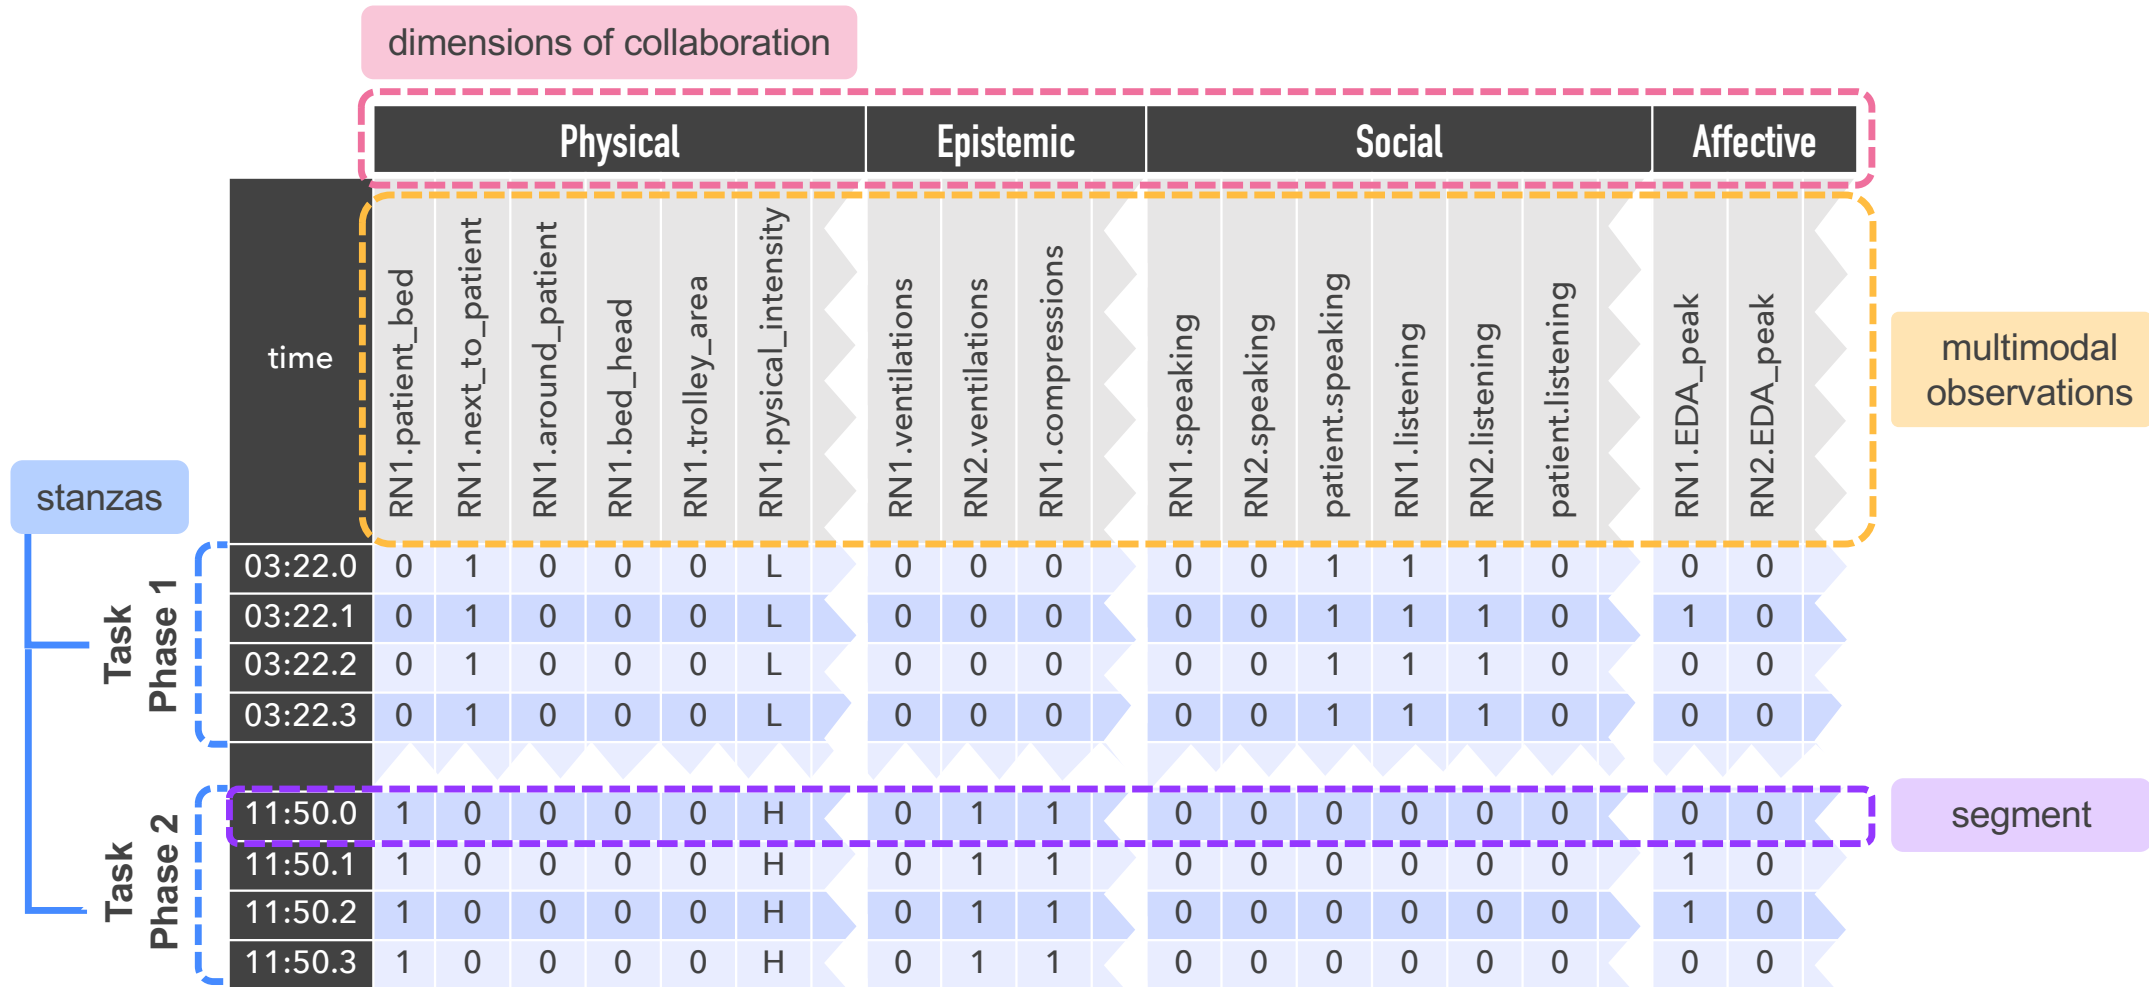 dimensions of collaboration
Physical Epistemic Social Affective
time
RN1.patient_bed
RN1.next_to_patient
RN1.around_patient
RN1.bed_head
RN1.trolley_area
RN1.pysical_intensity
RN1.ventilations
RN2.ventilations
RN1.compressions
RN1.speaking
RN2.speaking
patient.speaking
RN1.listening
RN2.listening
patient.listening
RN1.EDA_peak
RN2.EDA_peak
multimodal
observations
stanzas
Task
Phase 1
03:22.0 0 1 0 0 0 L 0 0 0 0 0 1 1 1 0 0 0
03:22.1 0 1 0 0 0 L 0 0 0 0 0 1 1 1 0 1 0
03:22.2 0 1 0 0 0 L 0 0 0 0 0 1 1 1 0 0 0
03:22.3 0 1 0 0 0 L 0 0 0 0 0 1 1 1 0 0 0
Task
Phase 2
11:50.0 1 0 0 0 0 H 0 1 1 0 0 0 0 0 0 0 0
segment
11:50.1 1 0 0 0 0 H 0 1 1 0 0 0 0 0 0 1 0
11:50.2 1 0 0 0 0 H 0 1 1 0 0 0 0 0 0 1 0
11:50.3 1 0 0 0 0 H 0 1 1 0 0 0 0 0 0 0 0